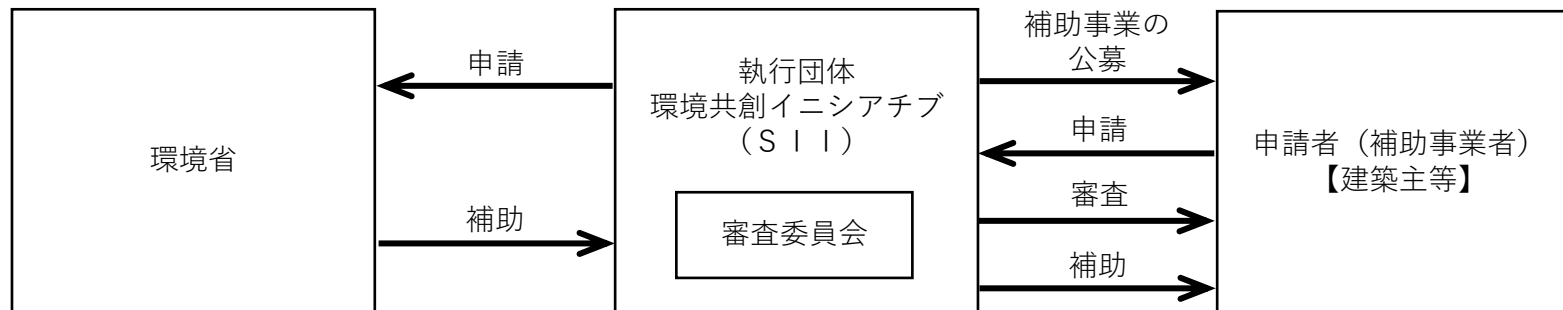 環境省
申請
補助
執行団体
環境共創イニシアチブ
（ＳＩＩ）
審査委員会
補助事業の
公募
申請
審査
補助
申請者（補助事業者）
【建築主等】